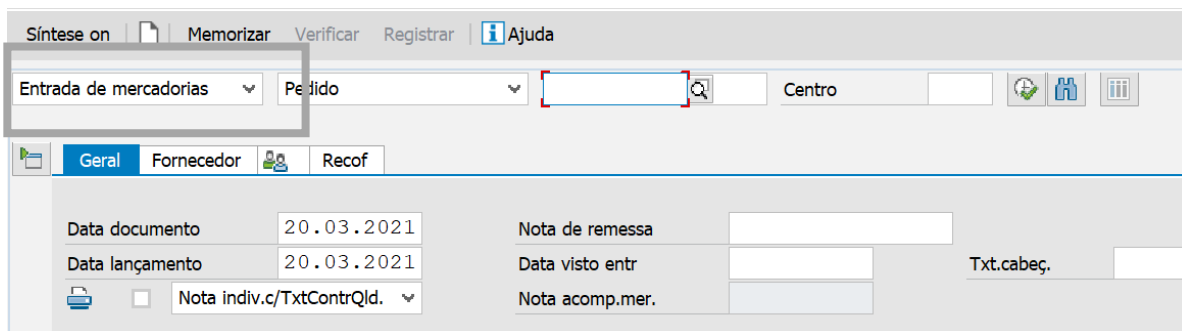 Síntese on Memorizar Verificar Registrar Ajuda
Entrada de mercadorias Pedido Centro
Geral Fornecedor Recof
Data documento 20.03.2021 Nota de remessa
Data lançamento 20.03.2021 Data visto entr Txt.cabeç.
Nota indiv.c/TxtContrQld. Nota acomp.mer.